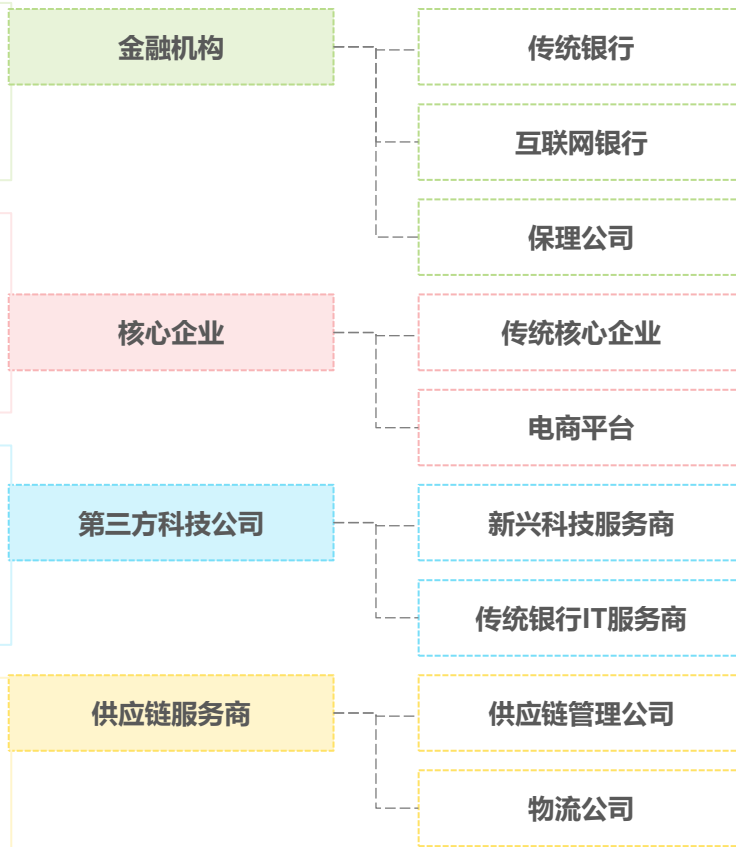 金融机构
传统银行
互联网银行
保理公司
核心企业
传统核心企业
电商平台
第三方科技公司
新兴科技服务商
传统银行IT服务商
供应链服务商
供应链管理公司
物流公司